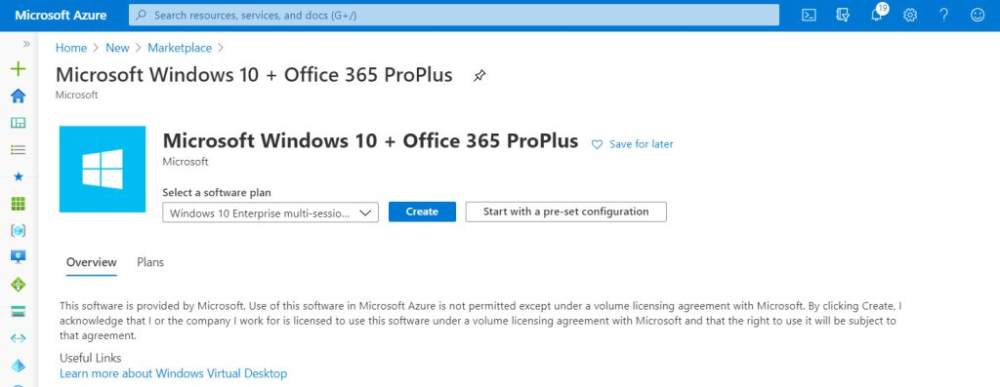 Microsoft Azure
Search resources, services, and docs (G+/)
19
Home > New > Marketplace >
Microsoft Windows 10 + Office 365 ProPlus
Microsoft
Microsoft Windows 10 + Office 365 ProPlus
Save for later
Microsoft
Select a software plan
Windows 10 Enterprise multi-sessio...
Create
Start with a pre-set configuration
Overview
Plans
This software is provided by Microsoft. Use of this software in Microsoft Azure is not permitted except under a volume licensing agreement with Microsoft. By clicking Create, I
acknowledge that I or the company I work for is licensed to use this software under a volume licensing agreement with Microsoft and that the right to use it will be subject to
that agreement.
Useful Links
Learn more about Windows Virtual Desktop